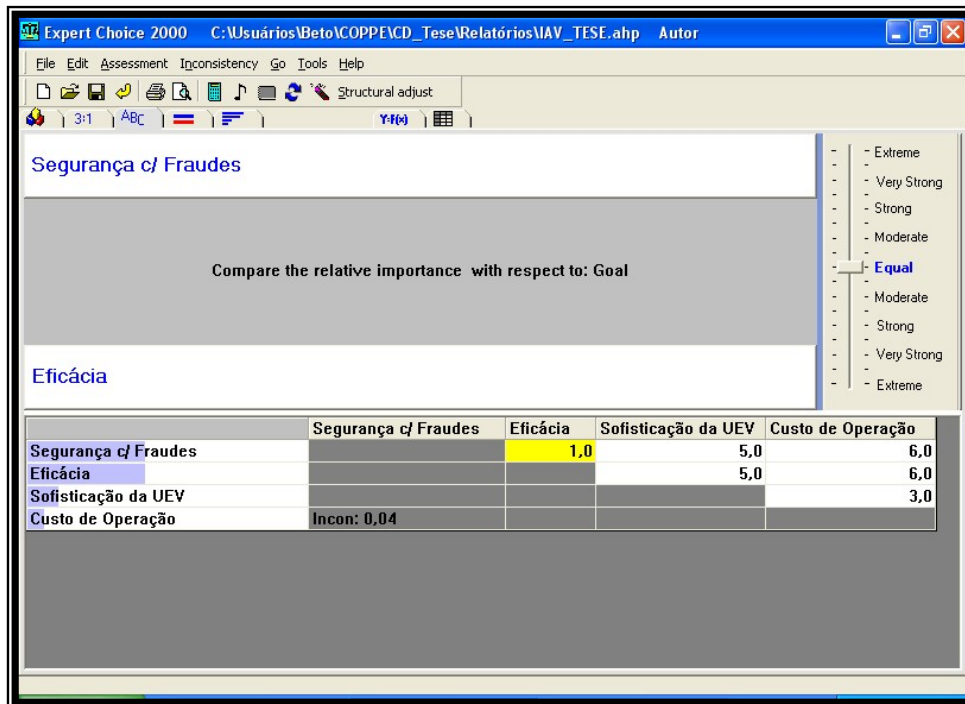 Expert Choice 2000 C:\Usuários\Beto\COPPE\CD_Tese\Relatórios\IAV_TESE.ahp Autor
File Edit Assessment Inconsistency Go Tools Help
Structural adjust
3:1 ABC Y=F(x)
Segurança c/ Fraudes
Compare the relative importance with respect to: Goal
Eficácia
Extreme
Very Strong
Strong
Moderate
Equal
Moderate
Strong
Very Strong
Extreme
Segurança c/ Fraudes Eficácia Sofisticação da UEV Custo de Operação
Segurança c/ Fraudes 1,0 5,0 6,0
Eficácia 5,0 6,0
Sofisticação da UEV 3,0
Custo de Operação Incon: 0,04